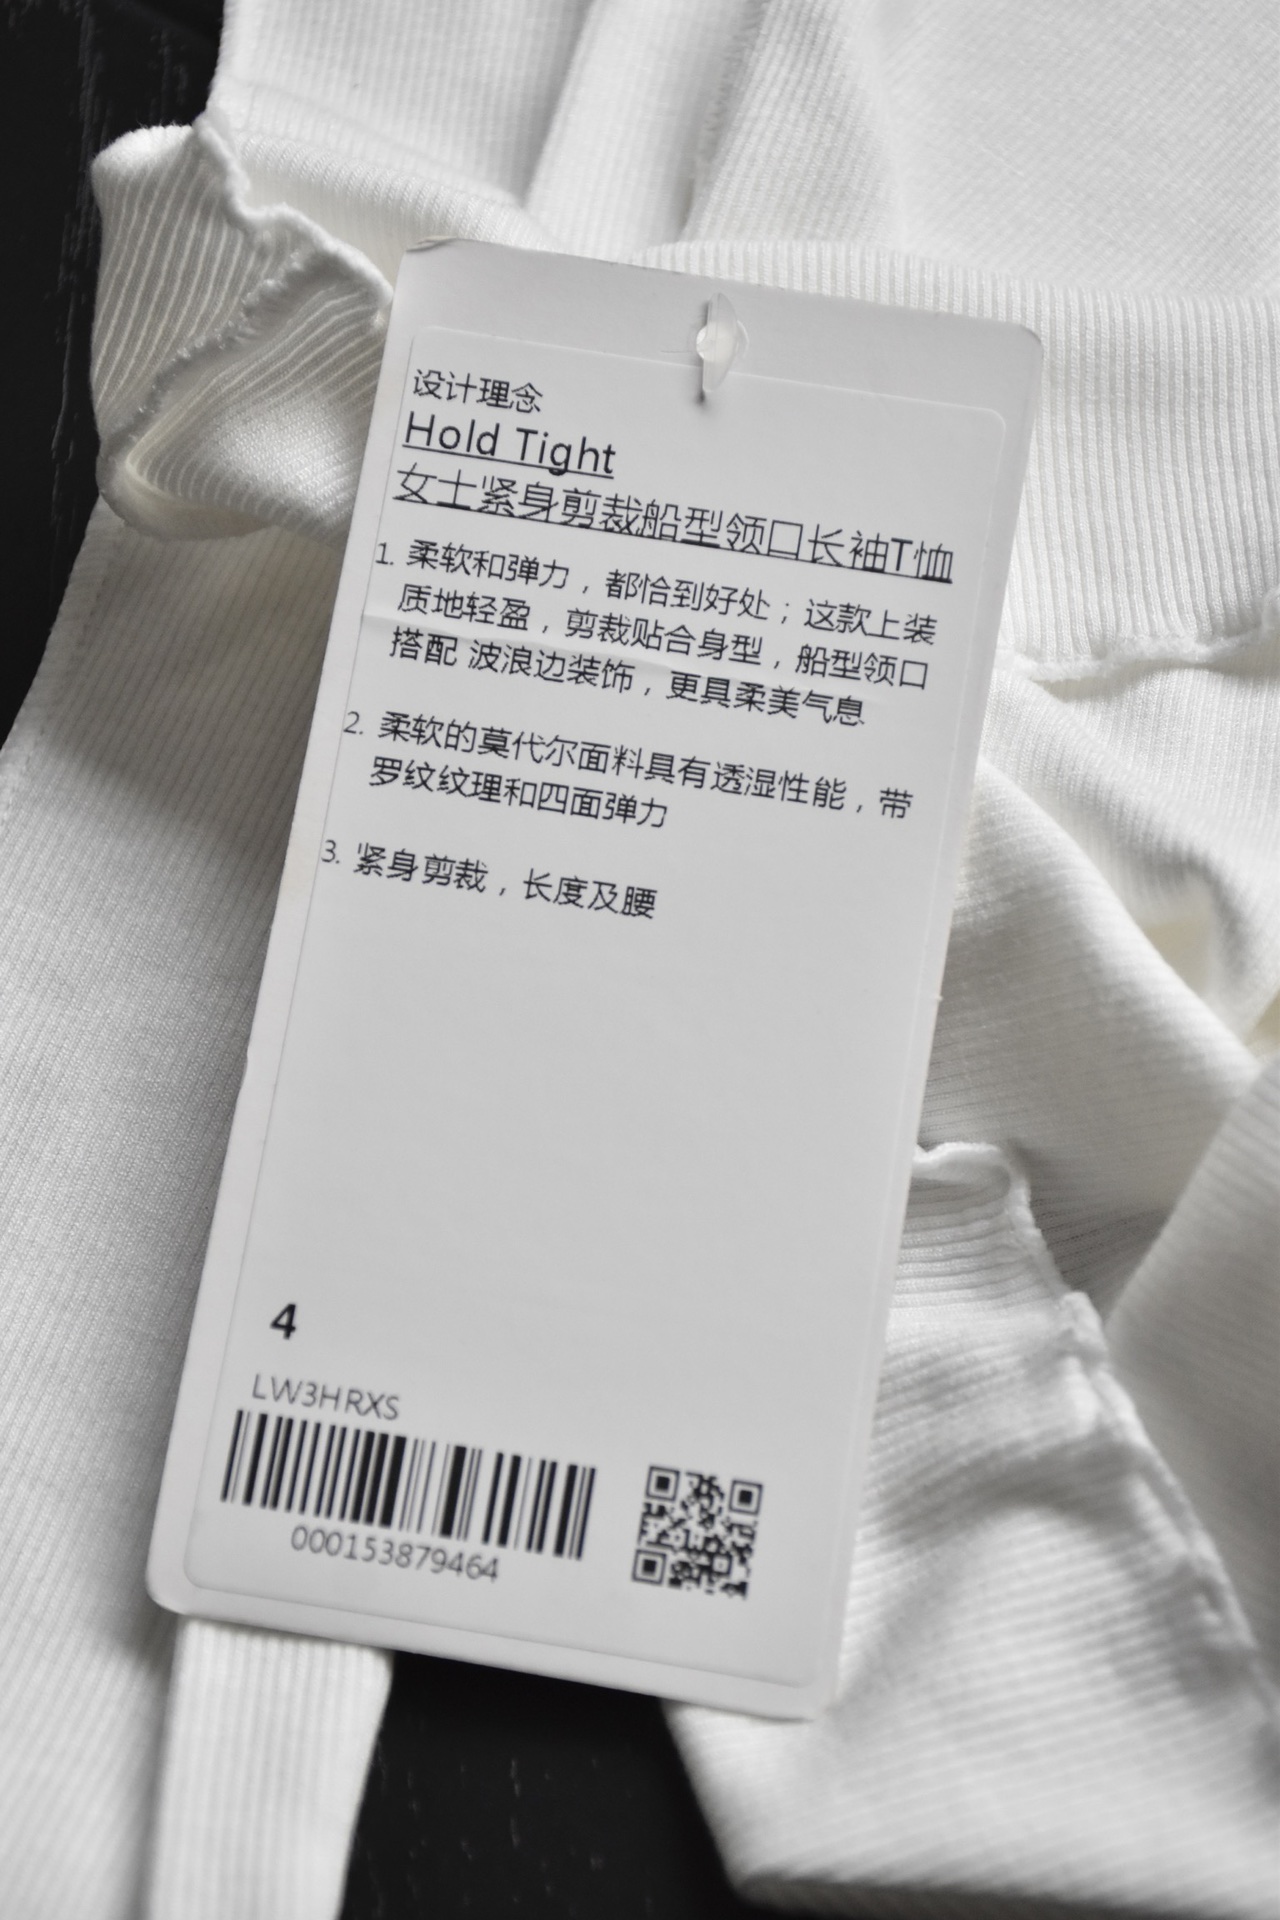 设计理念
Hold Tight
女士紧身剪裁船型领口长袖T恤
1. 柔软和弹力，都恰到好处；这款上装
质地轻盈，剪裁贴合身型，船型领口
搭配 波浪边装饰，更具柔美气息
2. 柔软的莫代尔面料具有透湿性能，带
罗纹纹理和四面弹力
3. 紧身剪裁，长度及腰
4
LW3HRXS
000153879464